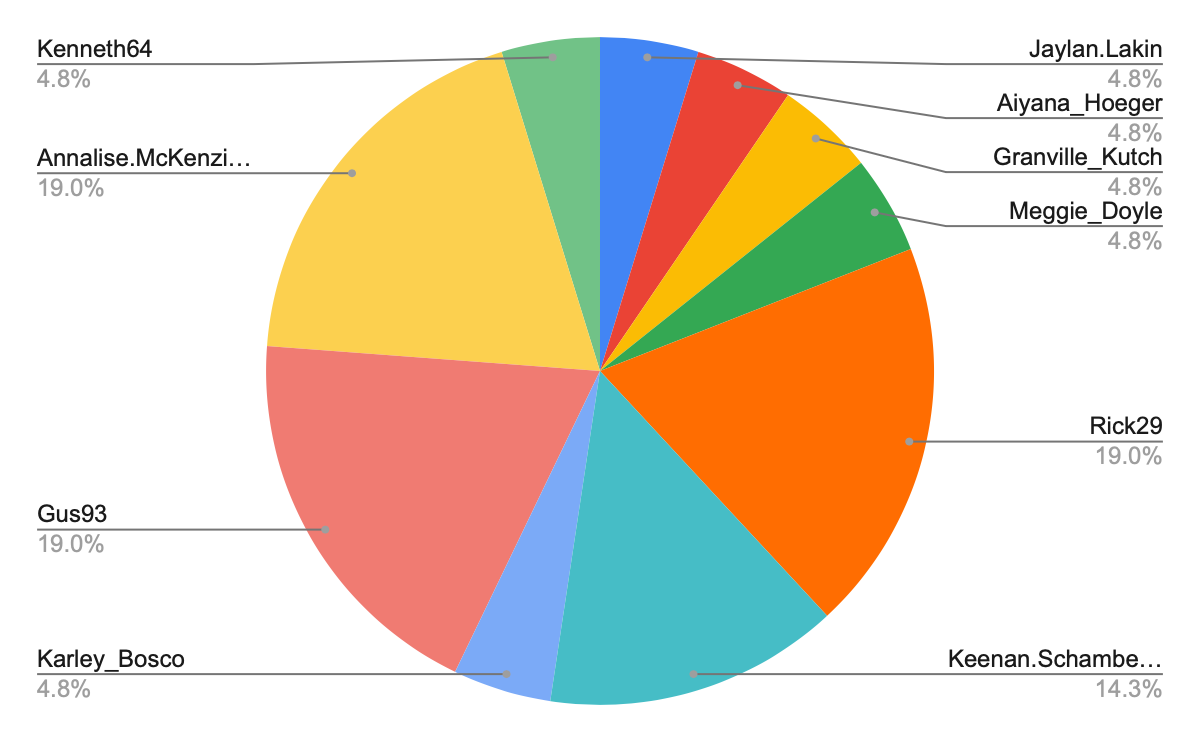 Kenneth64
4.8%
Annalise.McKenzi…
19.0%
Gus93
19.0%
Karley_Bosco
4.8%
Jaylan.Lakin
4.8%
Aiyana_Hoeger
4.8%
Granville_Kutch
4.8%
Meggie_Doyle
4.8%
Rick29
19.0%
Keenan.Schambe…
14.3%